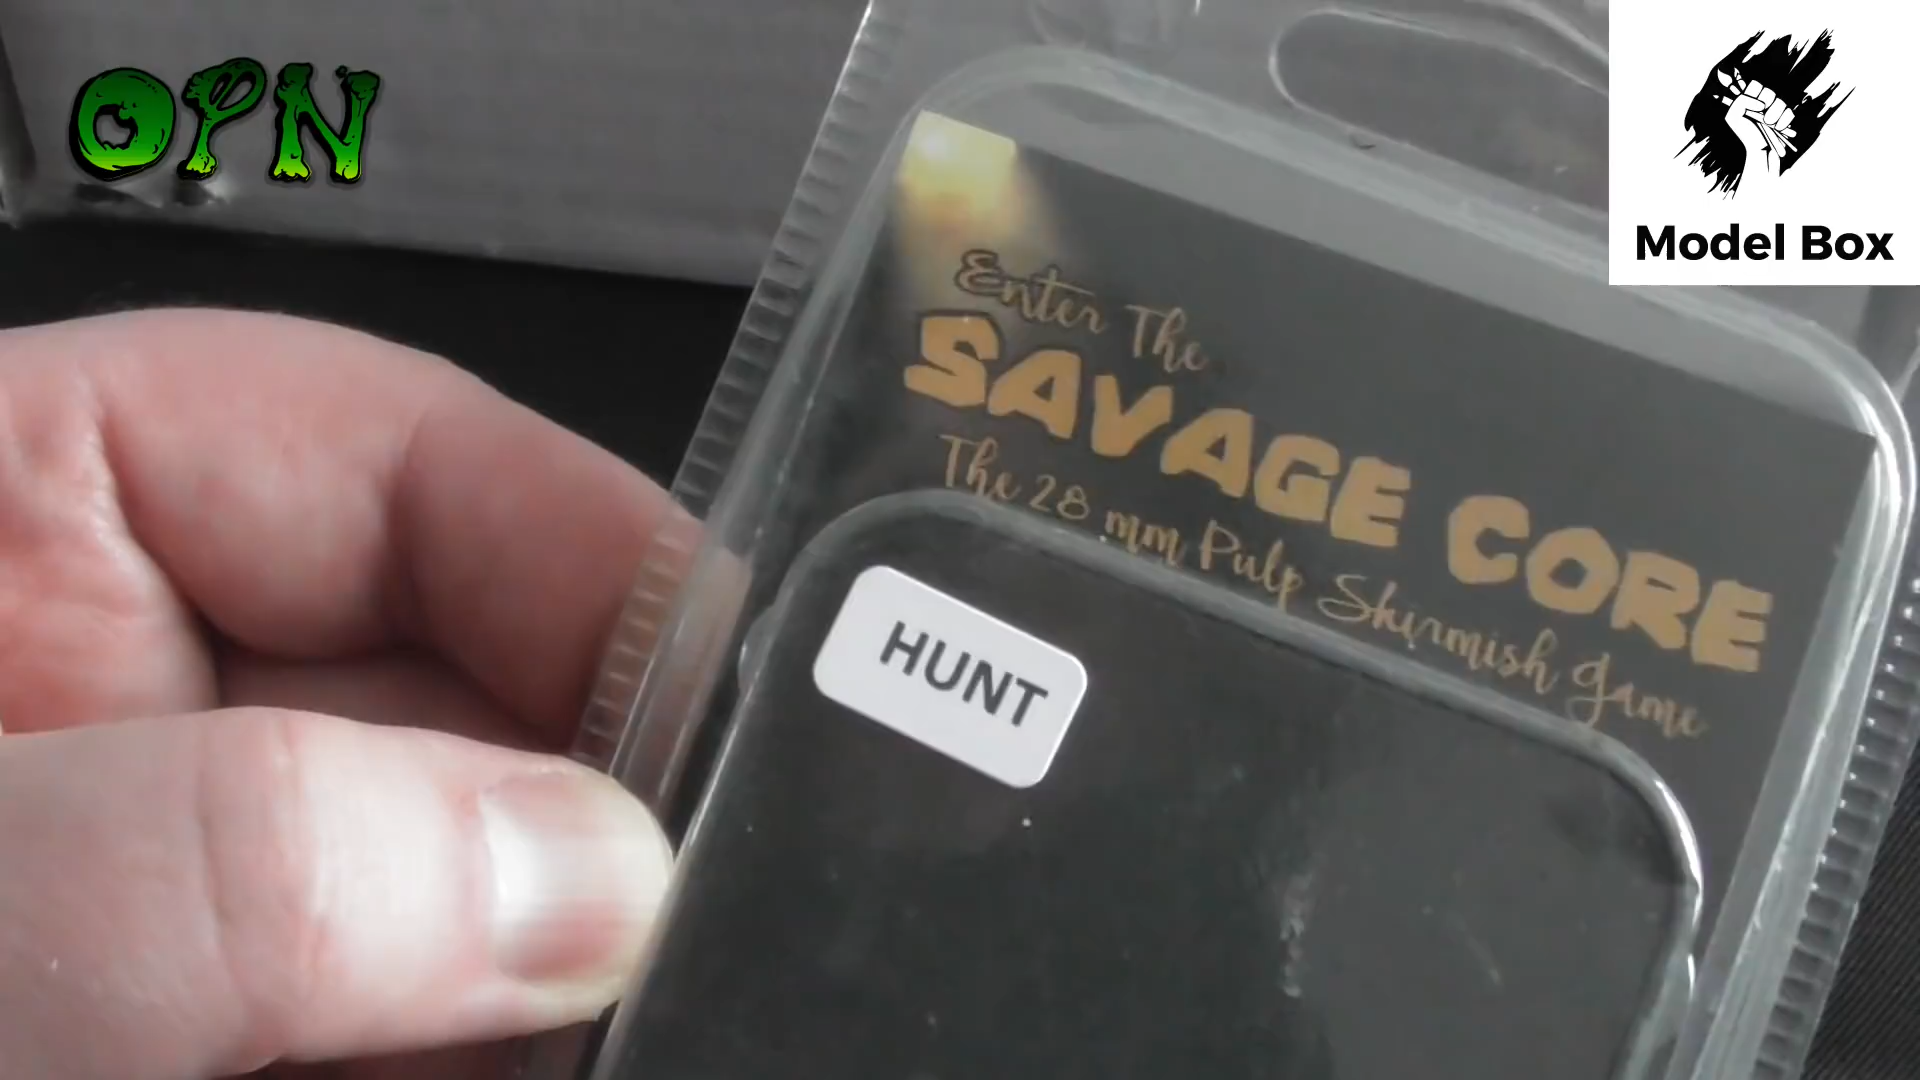 OPN
Model Box
Enter The
SAVAGE CORE
The 28 mm Pulp Skirmish Game
HUNT